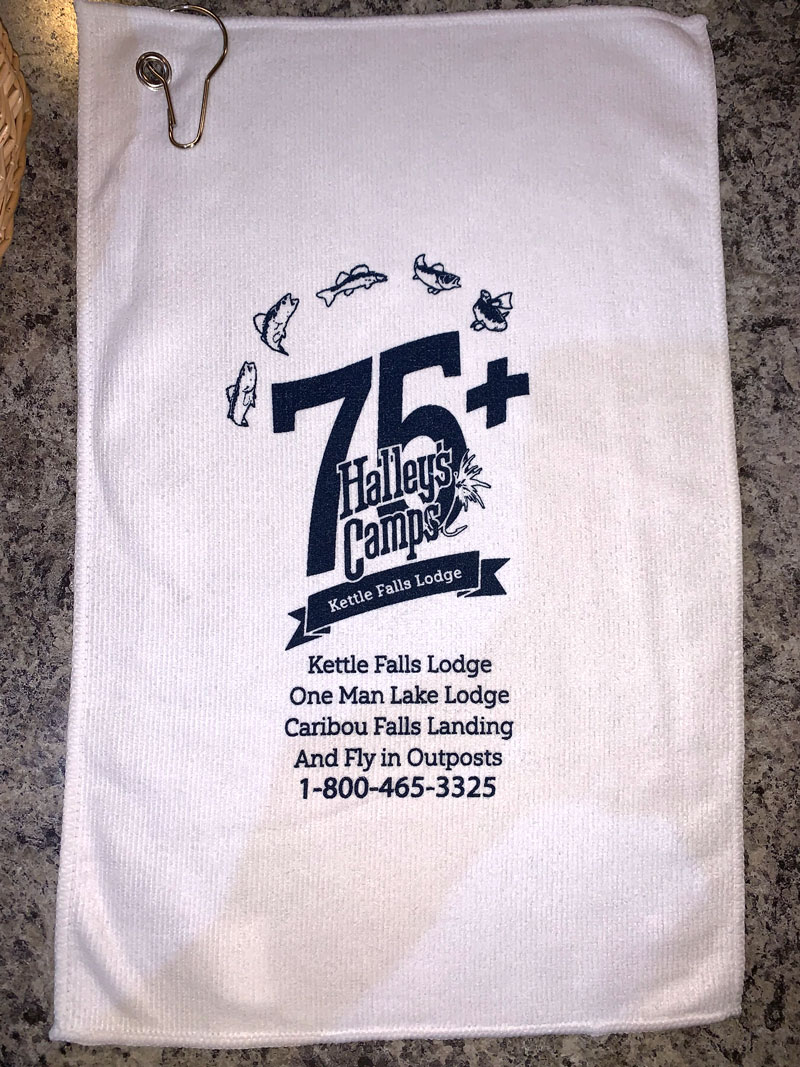 75+
Halley's
Camps
Kettle Falls Lodge
Kettle Falls Lodge
One Man Lake Lodge
Caribou Falls Landing
And Fly in Outposts
1-800-465-3325